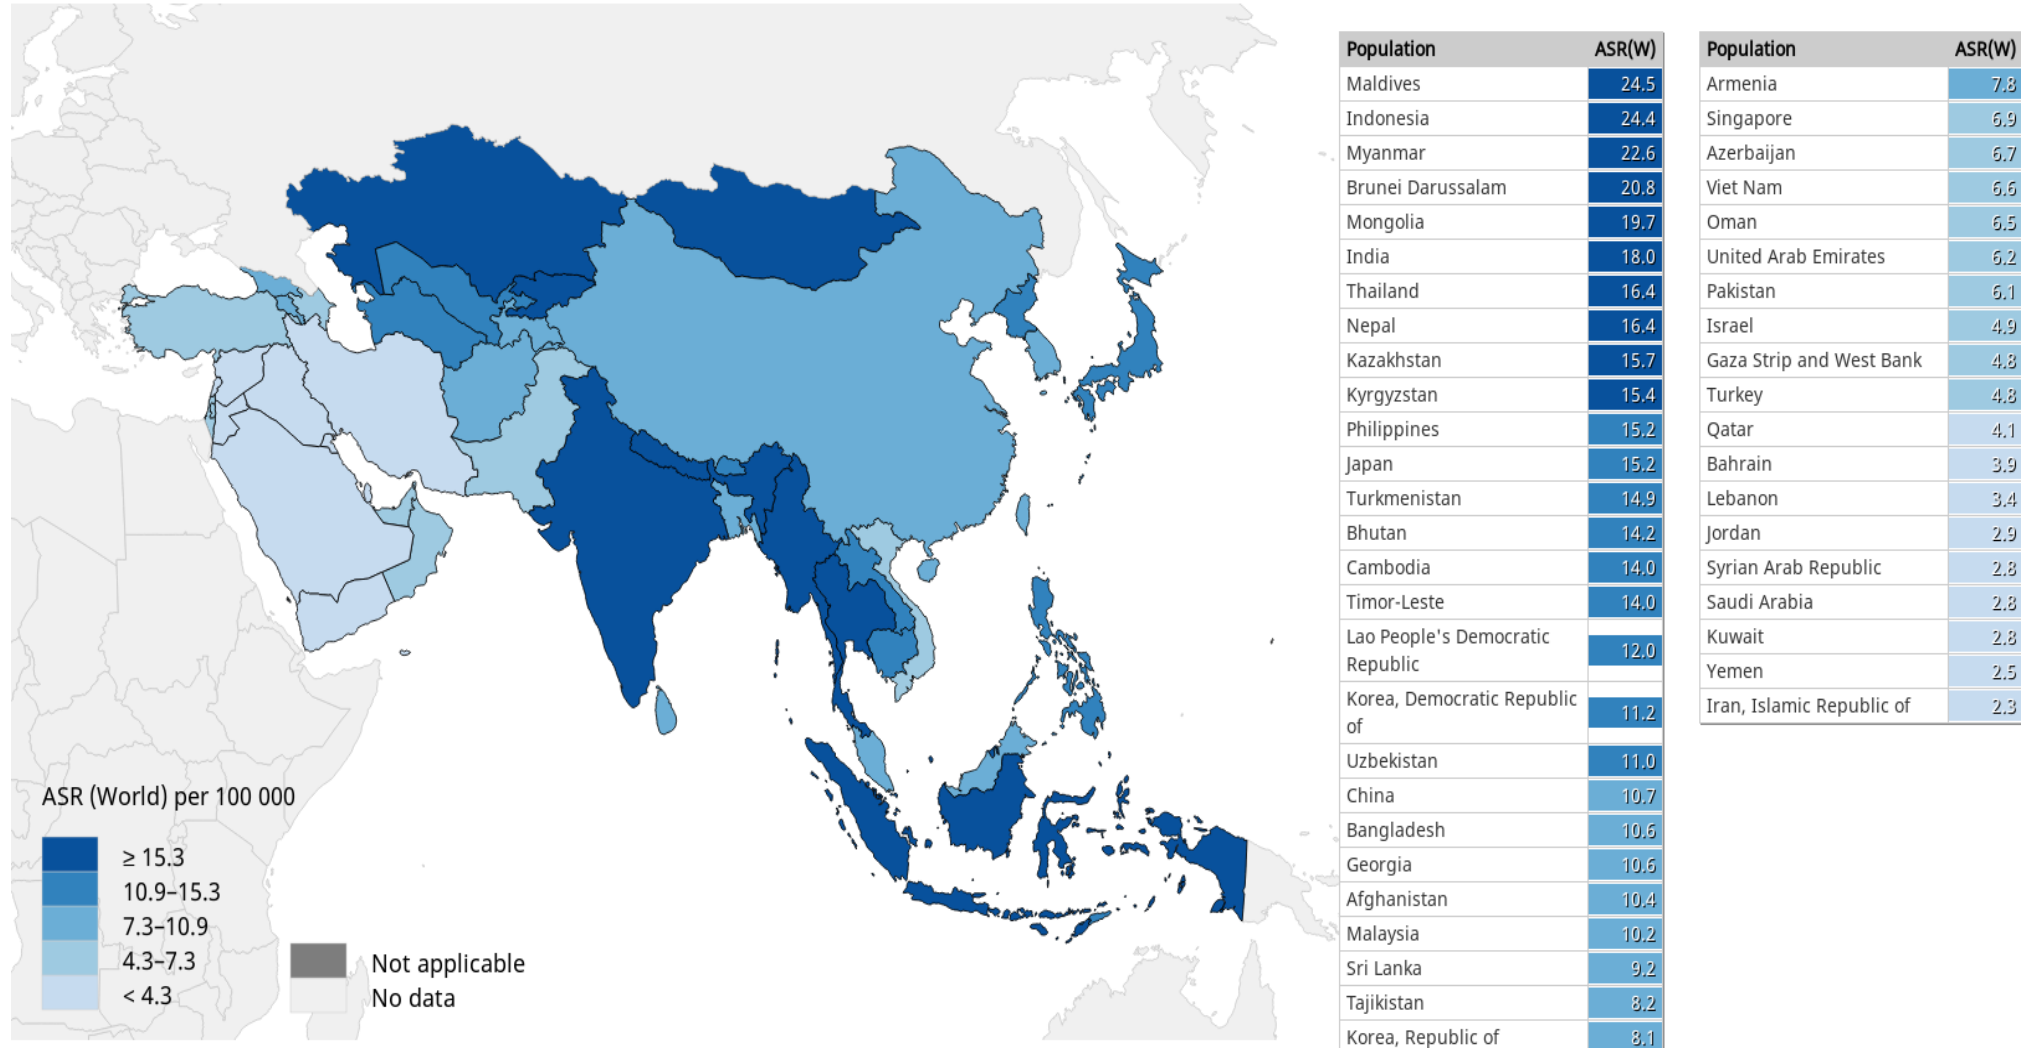 Population ASR(W)
Maldives 24.5
Indonesia 24.4
Myanmar 22.6
Brunei Darussalam 20.8
Mongolia 19.7
India 18.0
Thailand 16.4
Nepal 16.4
Kazakhstan 15.7
Kyrgyzstan 15.4
Philippines 15.2
Japan 15.2
Turkmenistan 14.9
Bhutan 14.2
Cambodia 14.0
Timor-Leste 14.0
Lao People's Democratic
Republic 12.0
Korea, Democratic Republic
of 11.2
Uzbekistan 11.0
China 10.7
Bangladesh 10.6
Georgia 10.6
Afghanistan 10.4
Malaysia 10.2
Sri Lanka 9.2
Tajikistan 8.2
Korea, Republic of 8.1
Population ASR(W)
Armenia 7.8
Singapore 6.9
Azerbaijan 6.7
Viet Nam 6.6
Oman 6.5
United Arab Emirates 6.2
Pakistan 6.1
Israel 4.9
Gaza Strip and West Bank 4.8
Turkey 4.8
Qatar 4.1
Bahrain 3.9
Lebanon 3.4
Jordan 2.9
Syrian Arab Republic 2.8
Saudi Arabia 2.8
Kuwait 2.8
Yemen 2.5
Iran, Islamic Republic of 2.3
ASR (World) per 100 000
≥ 15.3
10.9–15.3
7.3–10.9
4.3–7.3
< 4.3
Not applicable
No data